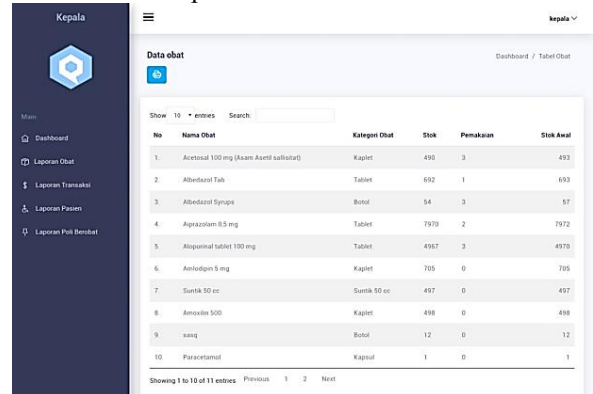 Kepala
kepala
Data obat
Dashboard / Tabel Obat
Main
Dashboard
Laporan Obat
Laporan Transaksi
Laporan Pasien
Laporan Poli Berobat
Show 10 entries Search:
No Nama Obat Kategori Obat Stok Pemakaian Stok Awal
1. Acetosal 100 mg (Asam Asetil sallisitat) Kaplet 490 3 493
2. Albedazol Tab Tablet 692 1 693
3. Albedazol Syrups Botol 54 3 57
4. Alprazolam 0,5 mg Tablet 7970 2 7972
5. Alopurinal tablet 100 mg Tablet 4967 3 4970
6. Amlodipin 5 mg Kaplet 705 0 705
7. Suntik 50 cc Suntik 50 cc 497 0 497
8. Amoxilin 500 Kaplet 498 0 498
9. sasq Botol 12 0 12
10. Paracetamol Kapsul 1 0 1
Showing 1 to 10 of 11 entries Previous 1 2 Next